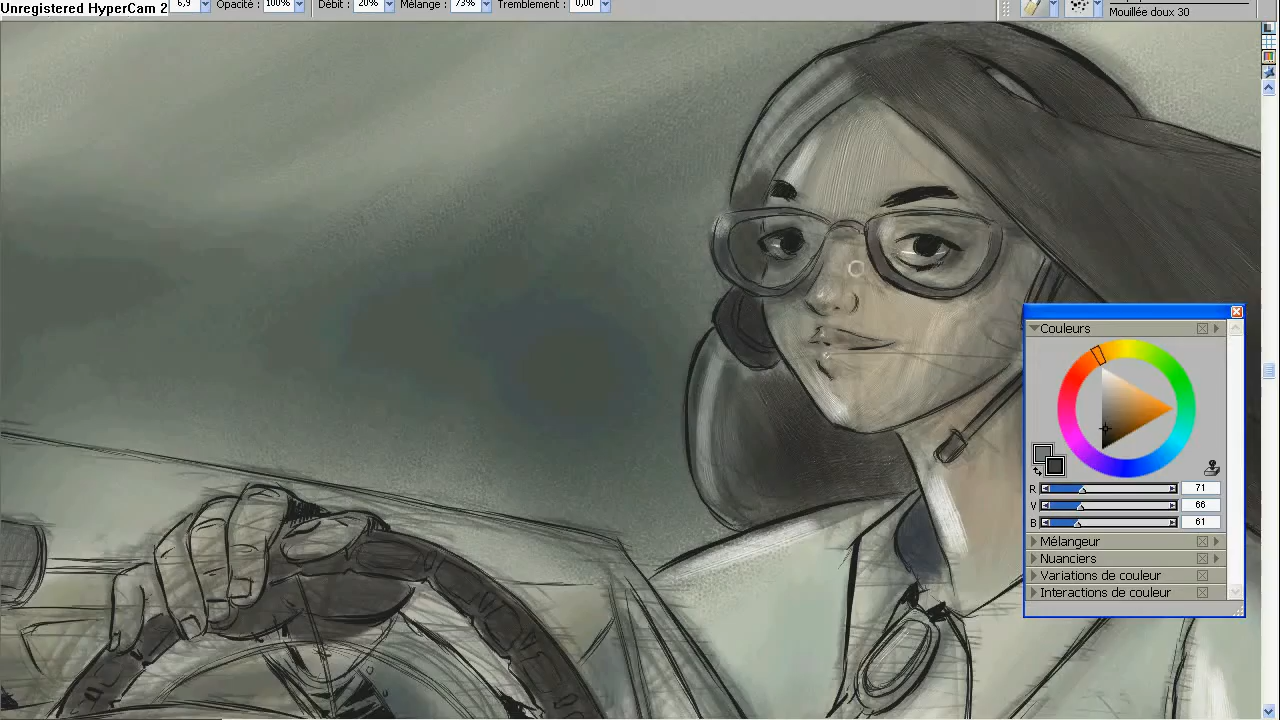 Unregistered HyperCam 2
6,9 Opacité : 100% Débit : 20% Mélange : 73% Tremblement : 0,00
Mouillée doux 30
Couleurs
R 71
V 66
B 61
Mélangeur
Nuanciers
Variations de couleur
Interactions de couleur